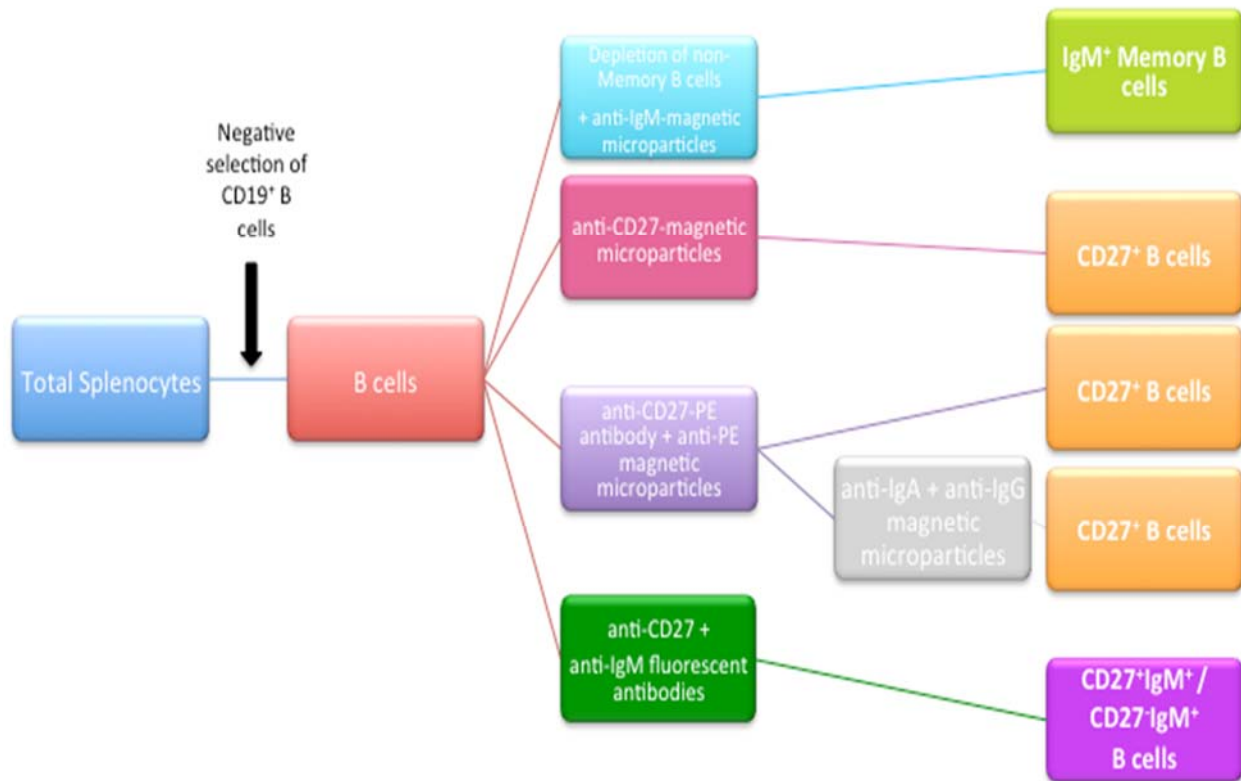 Negative
selection of
CD19⁺ B
cells
Total Splenocytes
B cells
Depletion of non-
Memory B cells
+ anti-IgM-magnetic
microparticles
anti-CD27-magnetic
microparticles
anti-CD27-PE
antibody + anti-PE
magnetic
microparticles
anti-IgA + anti-IgG
magnetic
microparticles
anti-CD27 +
anti-IgM fluorescent
antibodies
IgM⁺ Memory B
cells
CD27⁺ B cells
CD27⁺ B cells
CD27⁺ B cells
CD27⁺IgM⁺ /
CD27⁻IgM⁺
B cells